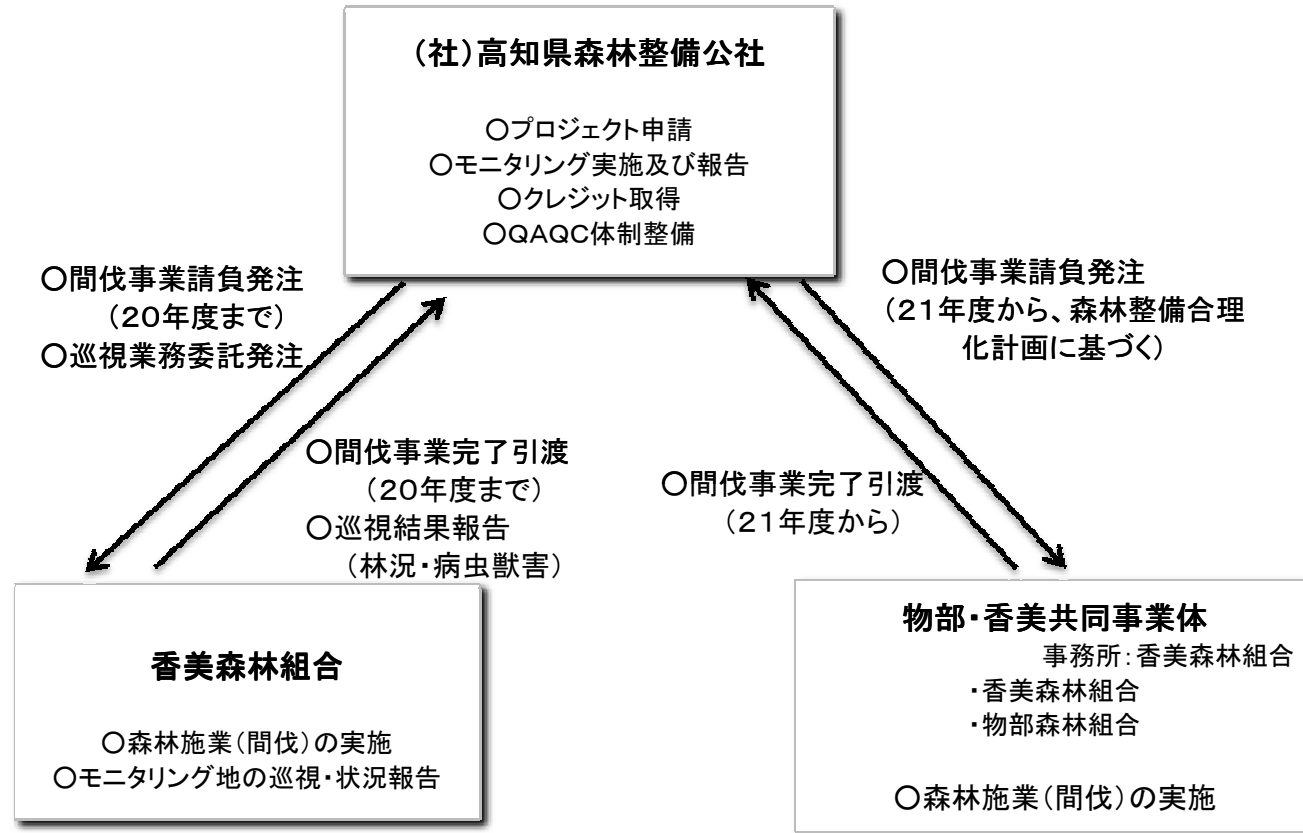 （社）高知県森林整備公社
○プロジェクト申請
○モニタリング実施及び報告
○クレジット取得
○QAQC体制整備
○間伐事業請負発注
（２０年度まで）
○巡視業務委託発注
○間伐事業請負発注
（２１年度から、森林整備合理
化計画に基づく）
○間伐事業完了引渡
（２０年度まで）
○巡視結果報告
（林況・病虫獣害）
○間伐事業完了引渡
（２１年度から）
香美森林組合
○森林施業（間伐）の実施
○モニタリング地の巡視・状況報告
物部・香美共同事業体
事務所：香美森林組合
・香美森林組合
・物部森林組合
○森林施業（間伐）の実施